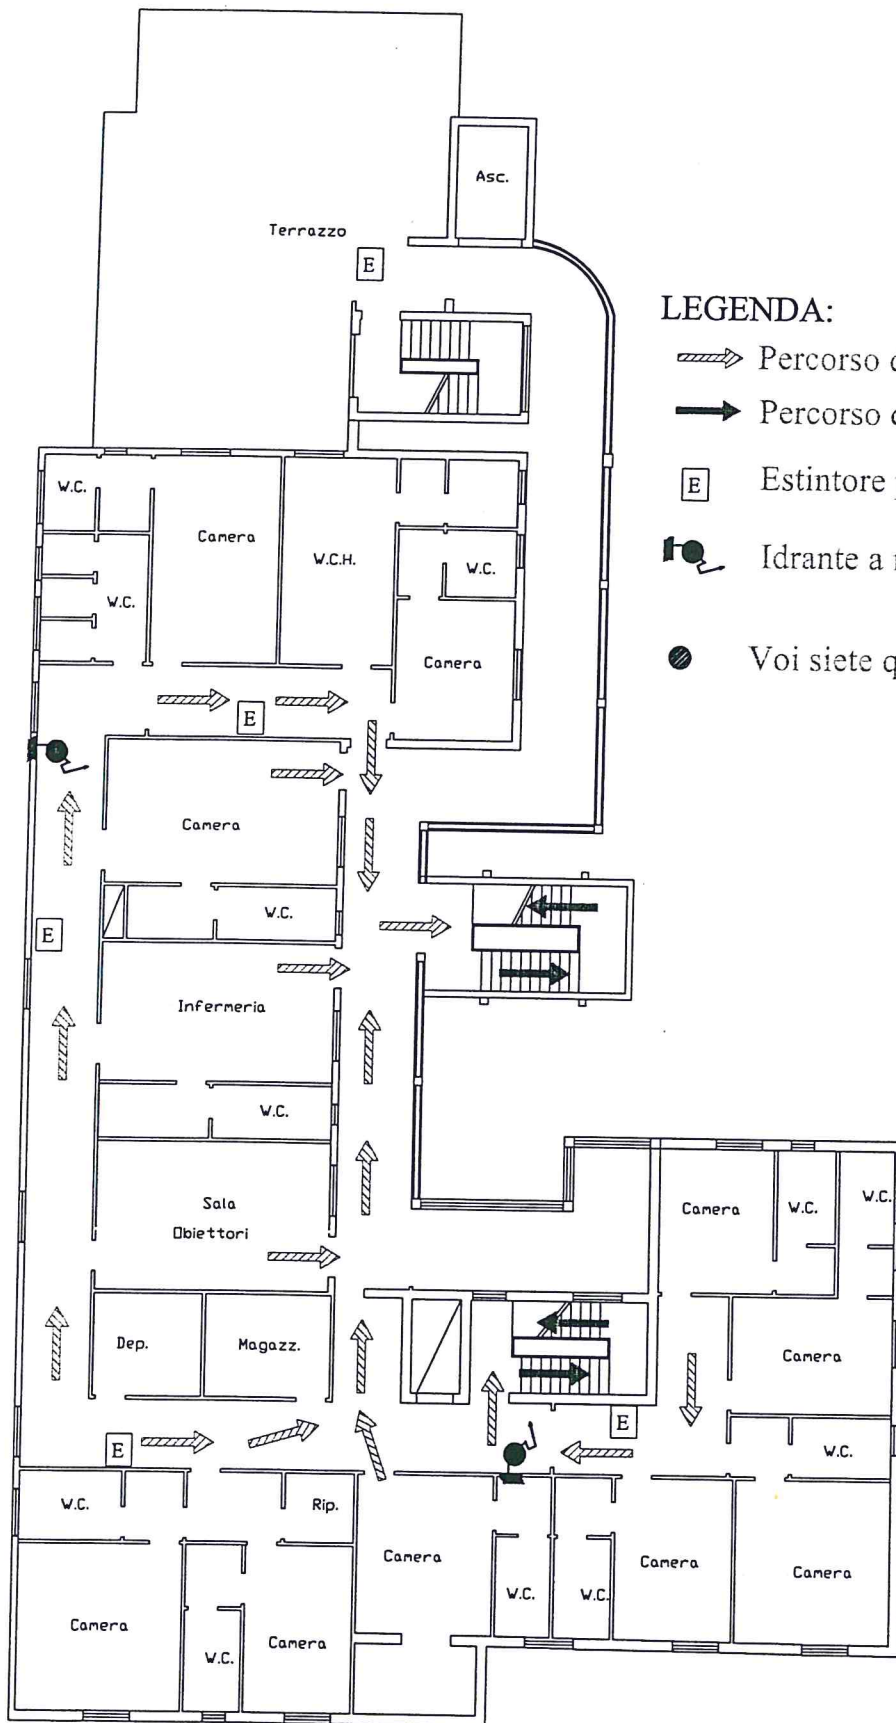 Asc.
Terrazzo
E
LEGENDA:
Percorso
Percorso
E Estintore
Idrante a
Voi siete
W.C.
Camera
W.C.H.
W.C.
W.C.
Camera
E
Camera
W.C.
E
Infermeria
W.C.
Sala
Obiettori
Camera
W.C.
W.C.
Dep.
Magazz.
Camera
E
E
W.C.
W.C.
Rip.
Camera
Camera
Camera
W.C.
W.C.
Camera
W.C.
Camera